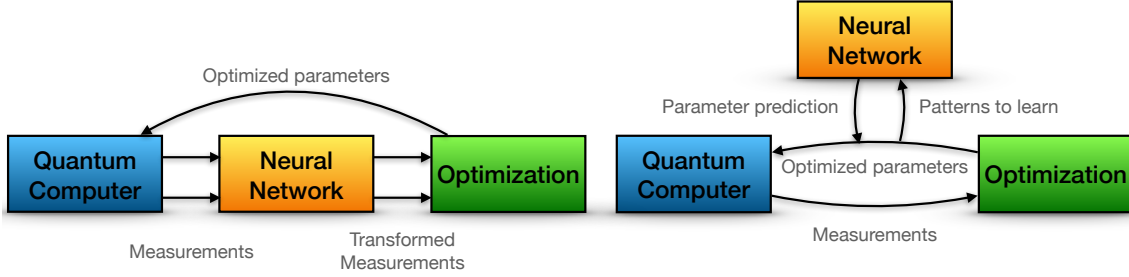 Optimized parameters
Quantum
Computer
Neural
Network
Optimization
Measurements
Transformed
Measurements
Neural
Network
Parameter prediction
Patterns to learn
Quantum
Computer
Optimized parameters
Optimization
Measurements